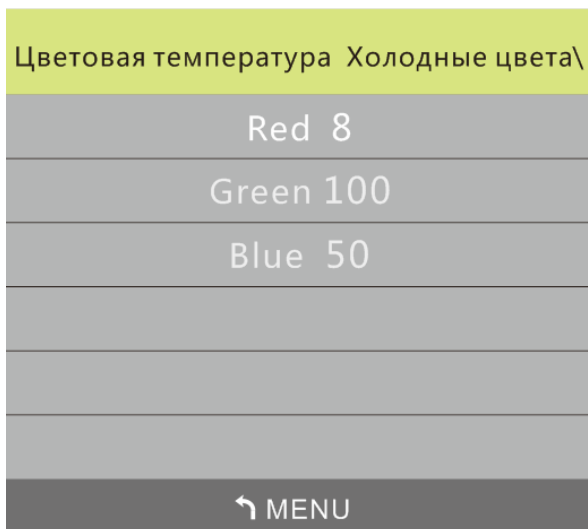 Цветовая температура Холодные цвета\
Red 8
Green 100
Blue 50
MENU